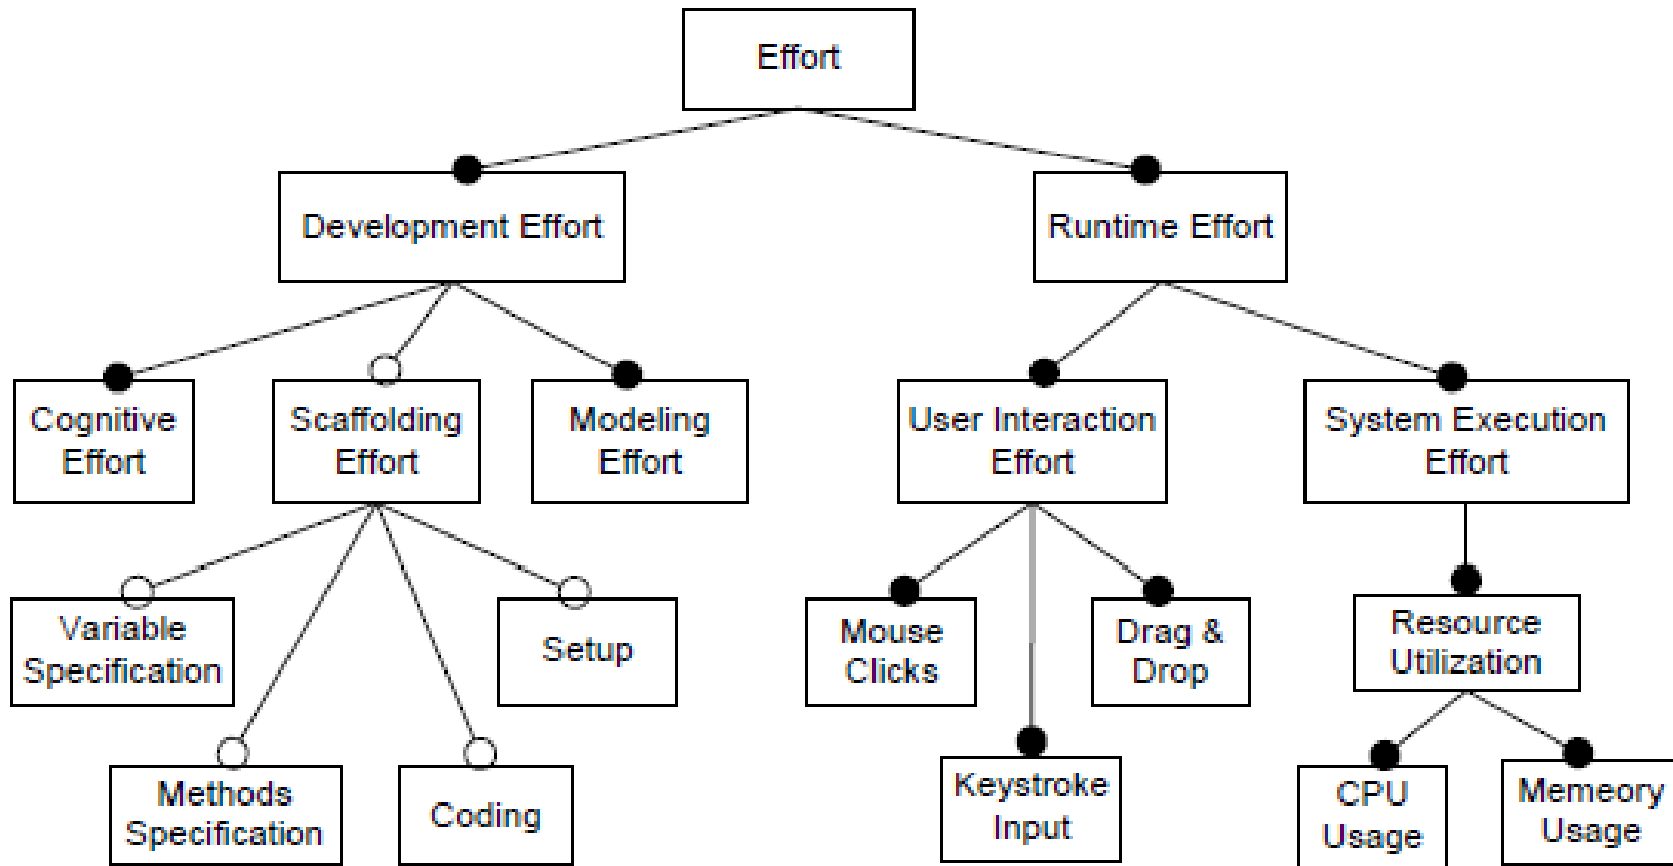 Effort
Development Effort
Runtime Effort
Cognitive
Effort
Scaffolding
Effort
Modeling
Effort
User Interaction
Effort
System Execution
Effort
Variable
Specification
Setup
Mouse
Clicks
Drag &
Drop
Resource
Utilization
Methods
Specification
Coding
Keystroke
Input
CPU
Usage
Memeory
Usage